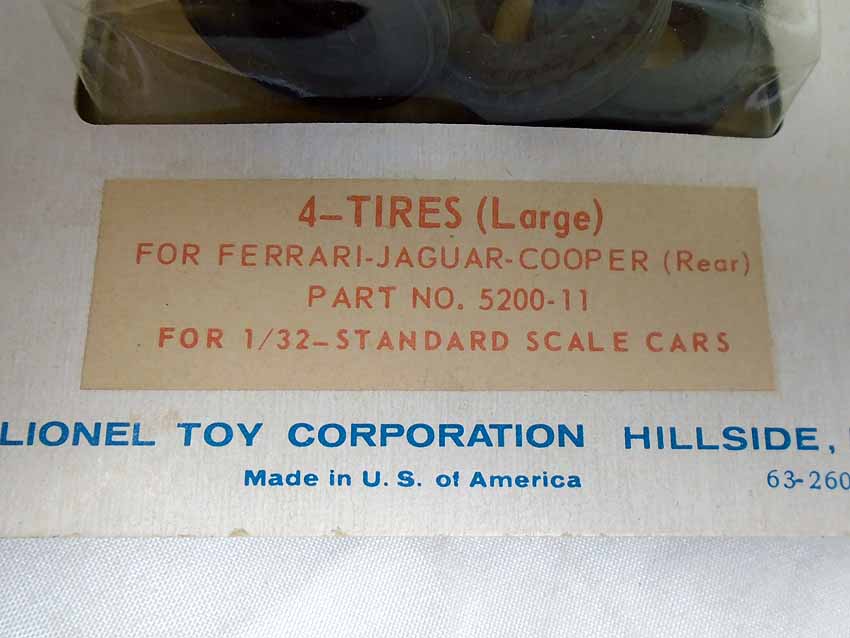 4-TIRES (Large)
FOR FERRARI-JAGUAR-COOPER (Rear)
PART NO. 5200-11
FOR 1/32-STANDARD SCALE CARS
LIONEL TOY CORPORATION HILLSIDE,
Made in U. S. of America
63-260